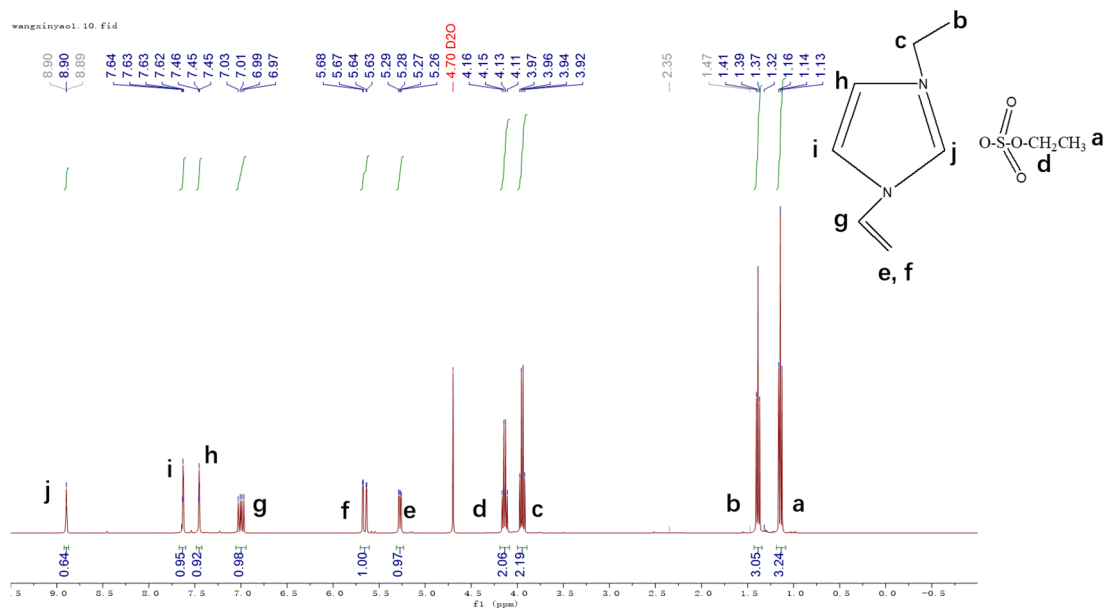 wangxinyao1.10.fid
8.90
8.90
8.89
7.64
7.63
7.63
7.62
7.46
7.45
7.45
7.03
7.01
6.99
6.97
5.68
5.67
5.64
5.63
5.29
5.28
5.27
5.26
4.70 D2O
4.16
4.15
4.13
4.11
3.97
3.96
3.94
3.92
2.35
1.47
1.41
1.39
1.37
1.32
1.16
1.14
1.13
b
c
h
N
i
j
N
g
e, f
O
O-S-O-CH2CH3
O
a
d
j
i
h
g
f
e
d
c
b
a
0.64
0.95
0.92
0.98
1.00
0.97
2.06
2.19
3.05
3.24
.5 9.0 8.5 8.0 7.5 7.0 6.5 6.0 5.5 5.0 4.5 4.0 3.5 3.0 2.5 2.0 1.5 1.0 0.5 0.0 -0.5
f1 (ppm)